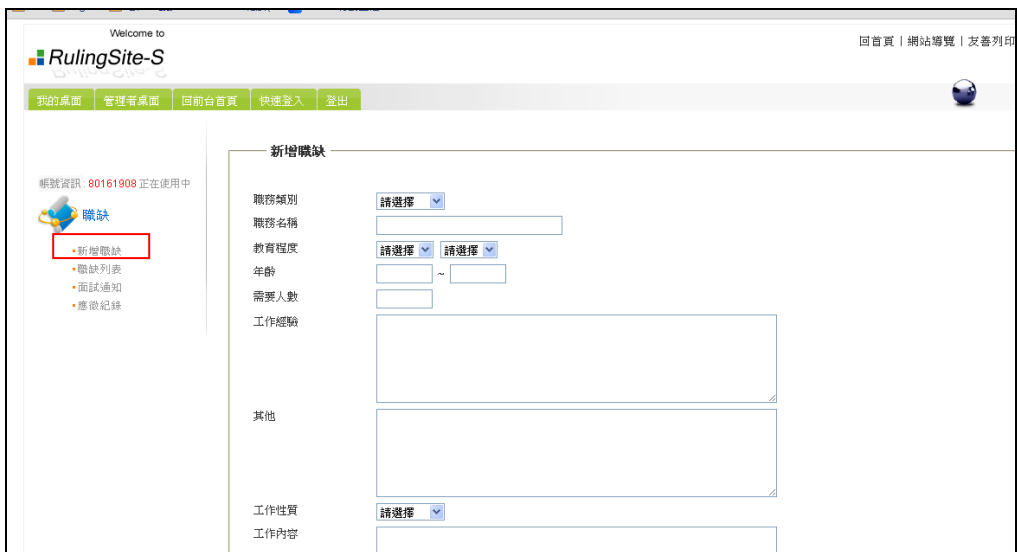 Welcome to
RulingSite-S
回首頁 | 網站導覽 | 友善列印
我的桌面 管理者桌面 回前台首頁 快速登入 登出
帳號資訊: 80161908 正在使用中
職缺
新增職缺
職缺列表
面試通知
應徵紀錄
新增職缺
職務類別 請選擇
職務名稱
教育程度 請選擇 請選擇
年齡 ~
需要人數
工作經驗
其他
工作性質 請選擇
工作內容